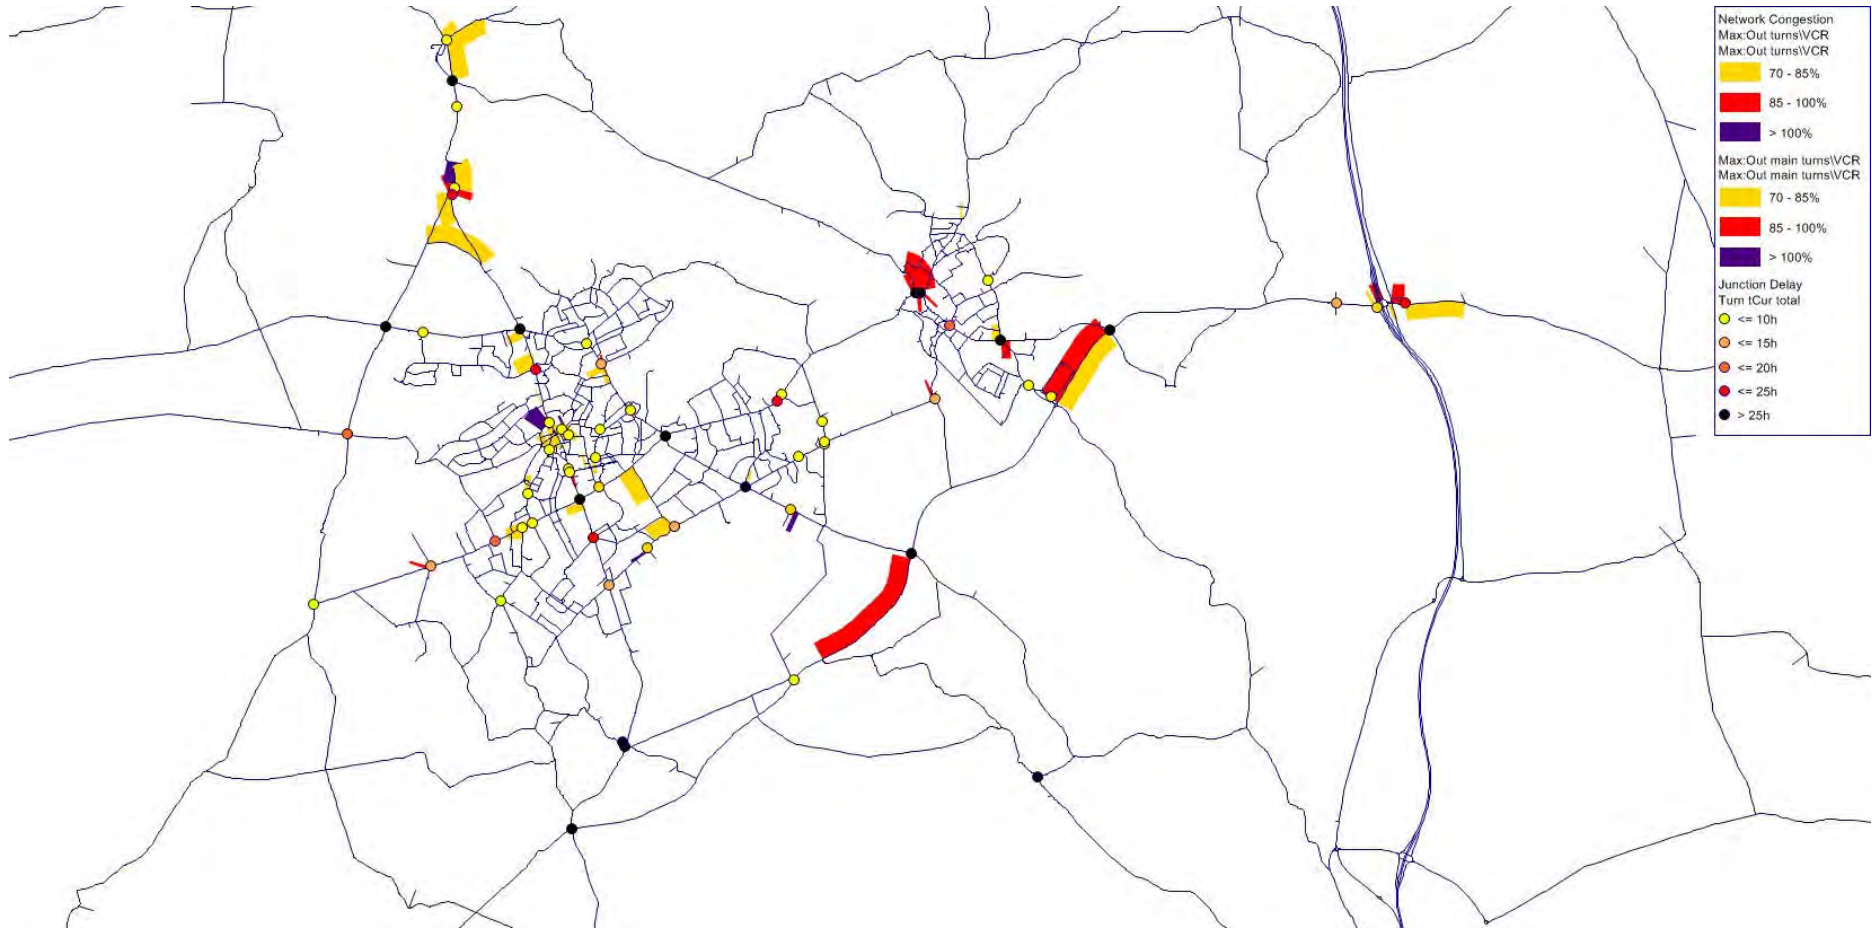 Network Congestion
Max:Out turns\VCR
Max:Out turns\VCR
70 - 85%
85 - 100%
> 100%
Max:Out main turns\VCR
Max:Out main turns\VCR
70 - 85%
85 - 100%
> 100%
Junction Delay
Turn tCur total
<= 10h
<= 15h
<= 20h
<= 25h
> 25h